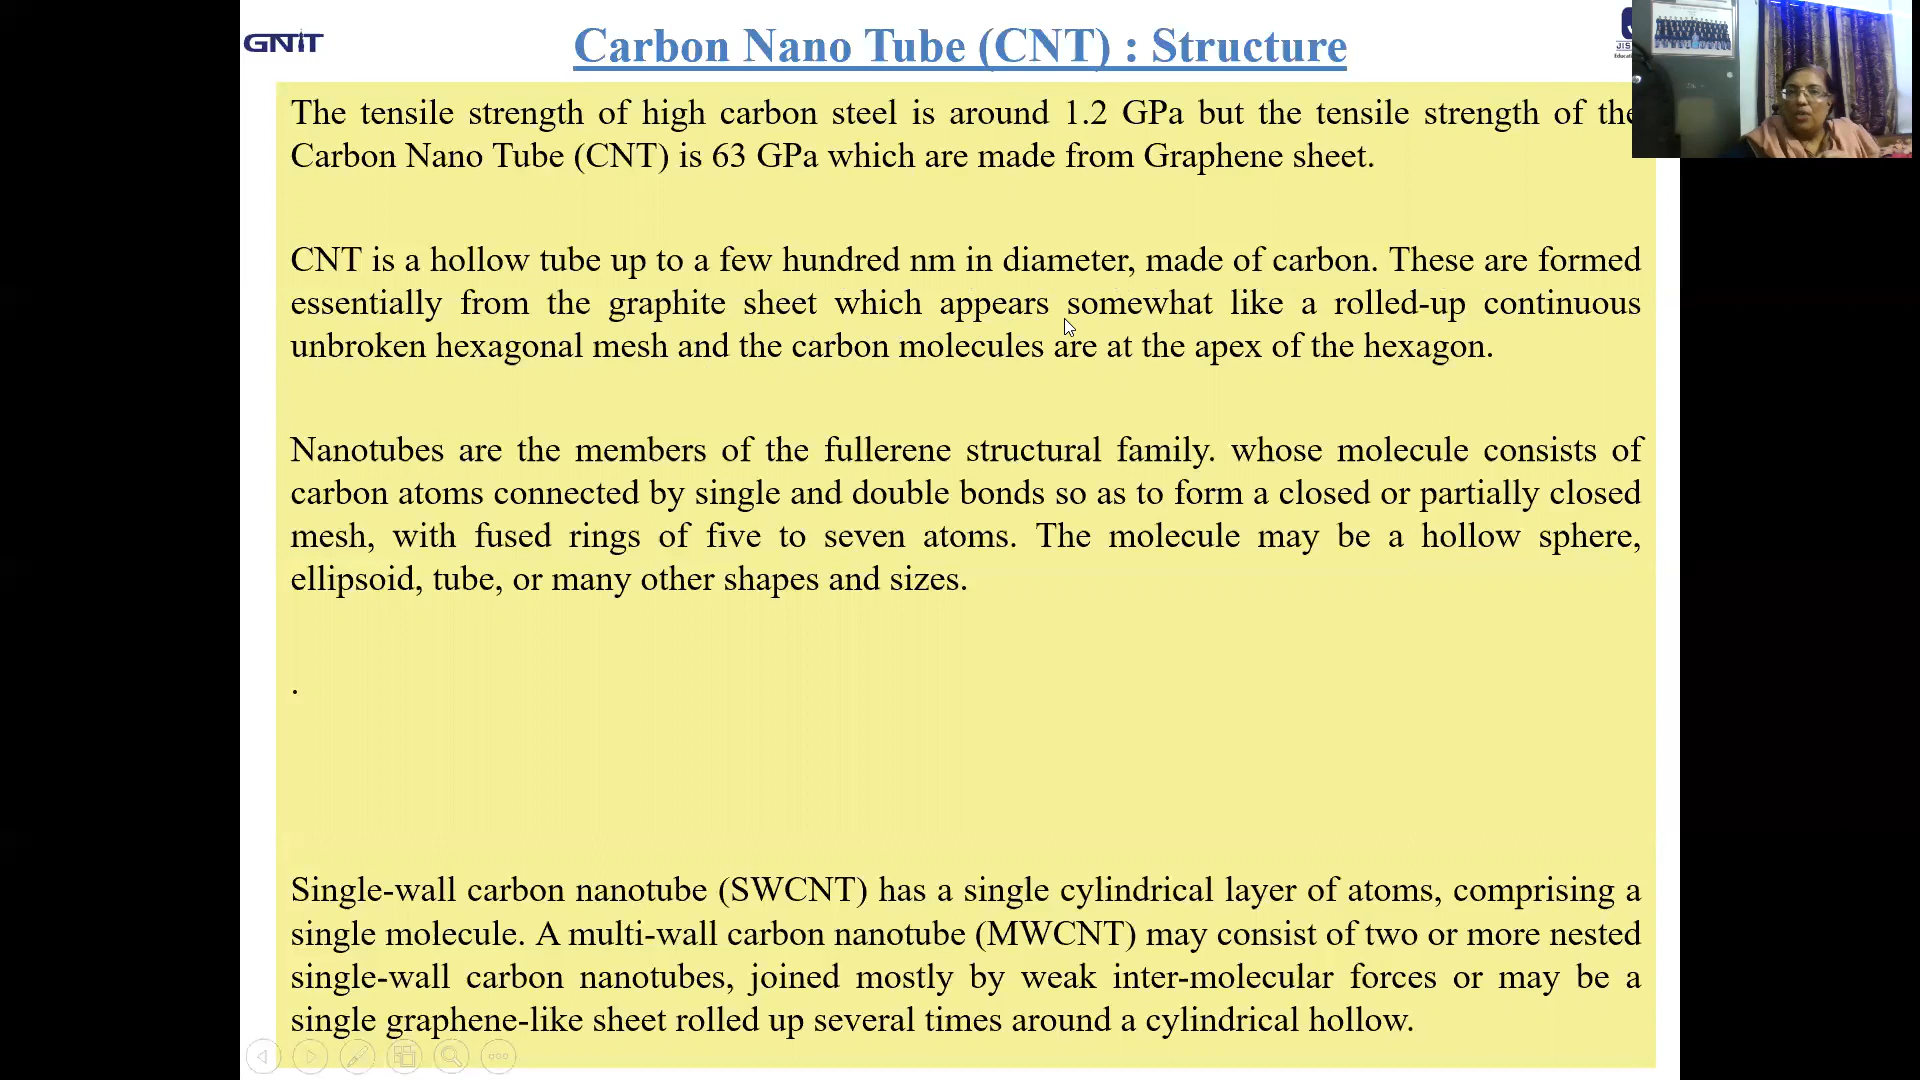 GNIT
Carbon Nano Tube (CNT) : Structure
JIS
The tensile strength of high carbon steel is around 1.2 GPa but the tensile strength of the
Carbon Nano Tube (CNT) is 63 GPa which are made from Graphene sheet.
CNT is a hollow tube up to a few hundred nm in diameter, made of carbon. These are formed
essentially from the graphite sheet which appears somewhat like a rolled-up continuous
unbroken hexagonal mesh and the carbon molecules are at the apex of the hexagon.
Nanotubes are the members of the fullerene structural family. whose molecule consists of
carbon atoms connected by single and double bonds so as to form a closed or partially closed
mesh, with fused rings of five to seven atoms. The molecule may be a hollow sphere,
ellipsoid, tube, or many other shapes and sizes.
.
Single-wall carbon nanotube (SWCNT) has a single cylindrical layer of atoms, comprising a
single molecule. A multi-wall carbon nanotube (MWCNT) may consist of two or more nested
single-wall carbon nanotubes, joined mostly by weak inter-molecular forces or may be a
single graphene-like sheet rolled up several times around a cylindrical hollow.